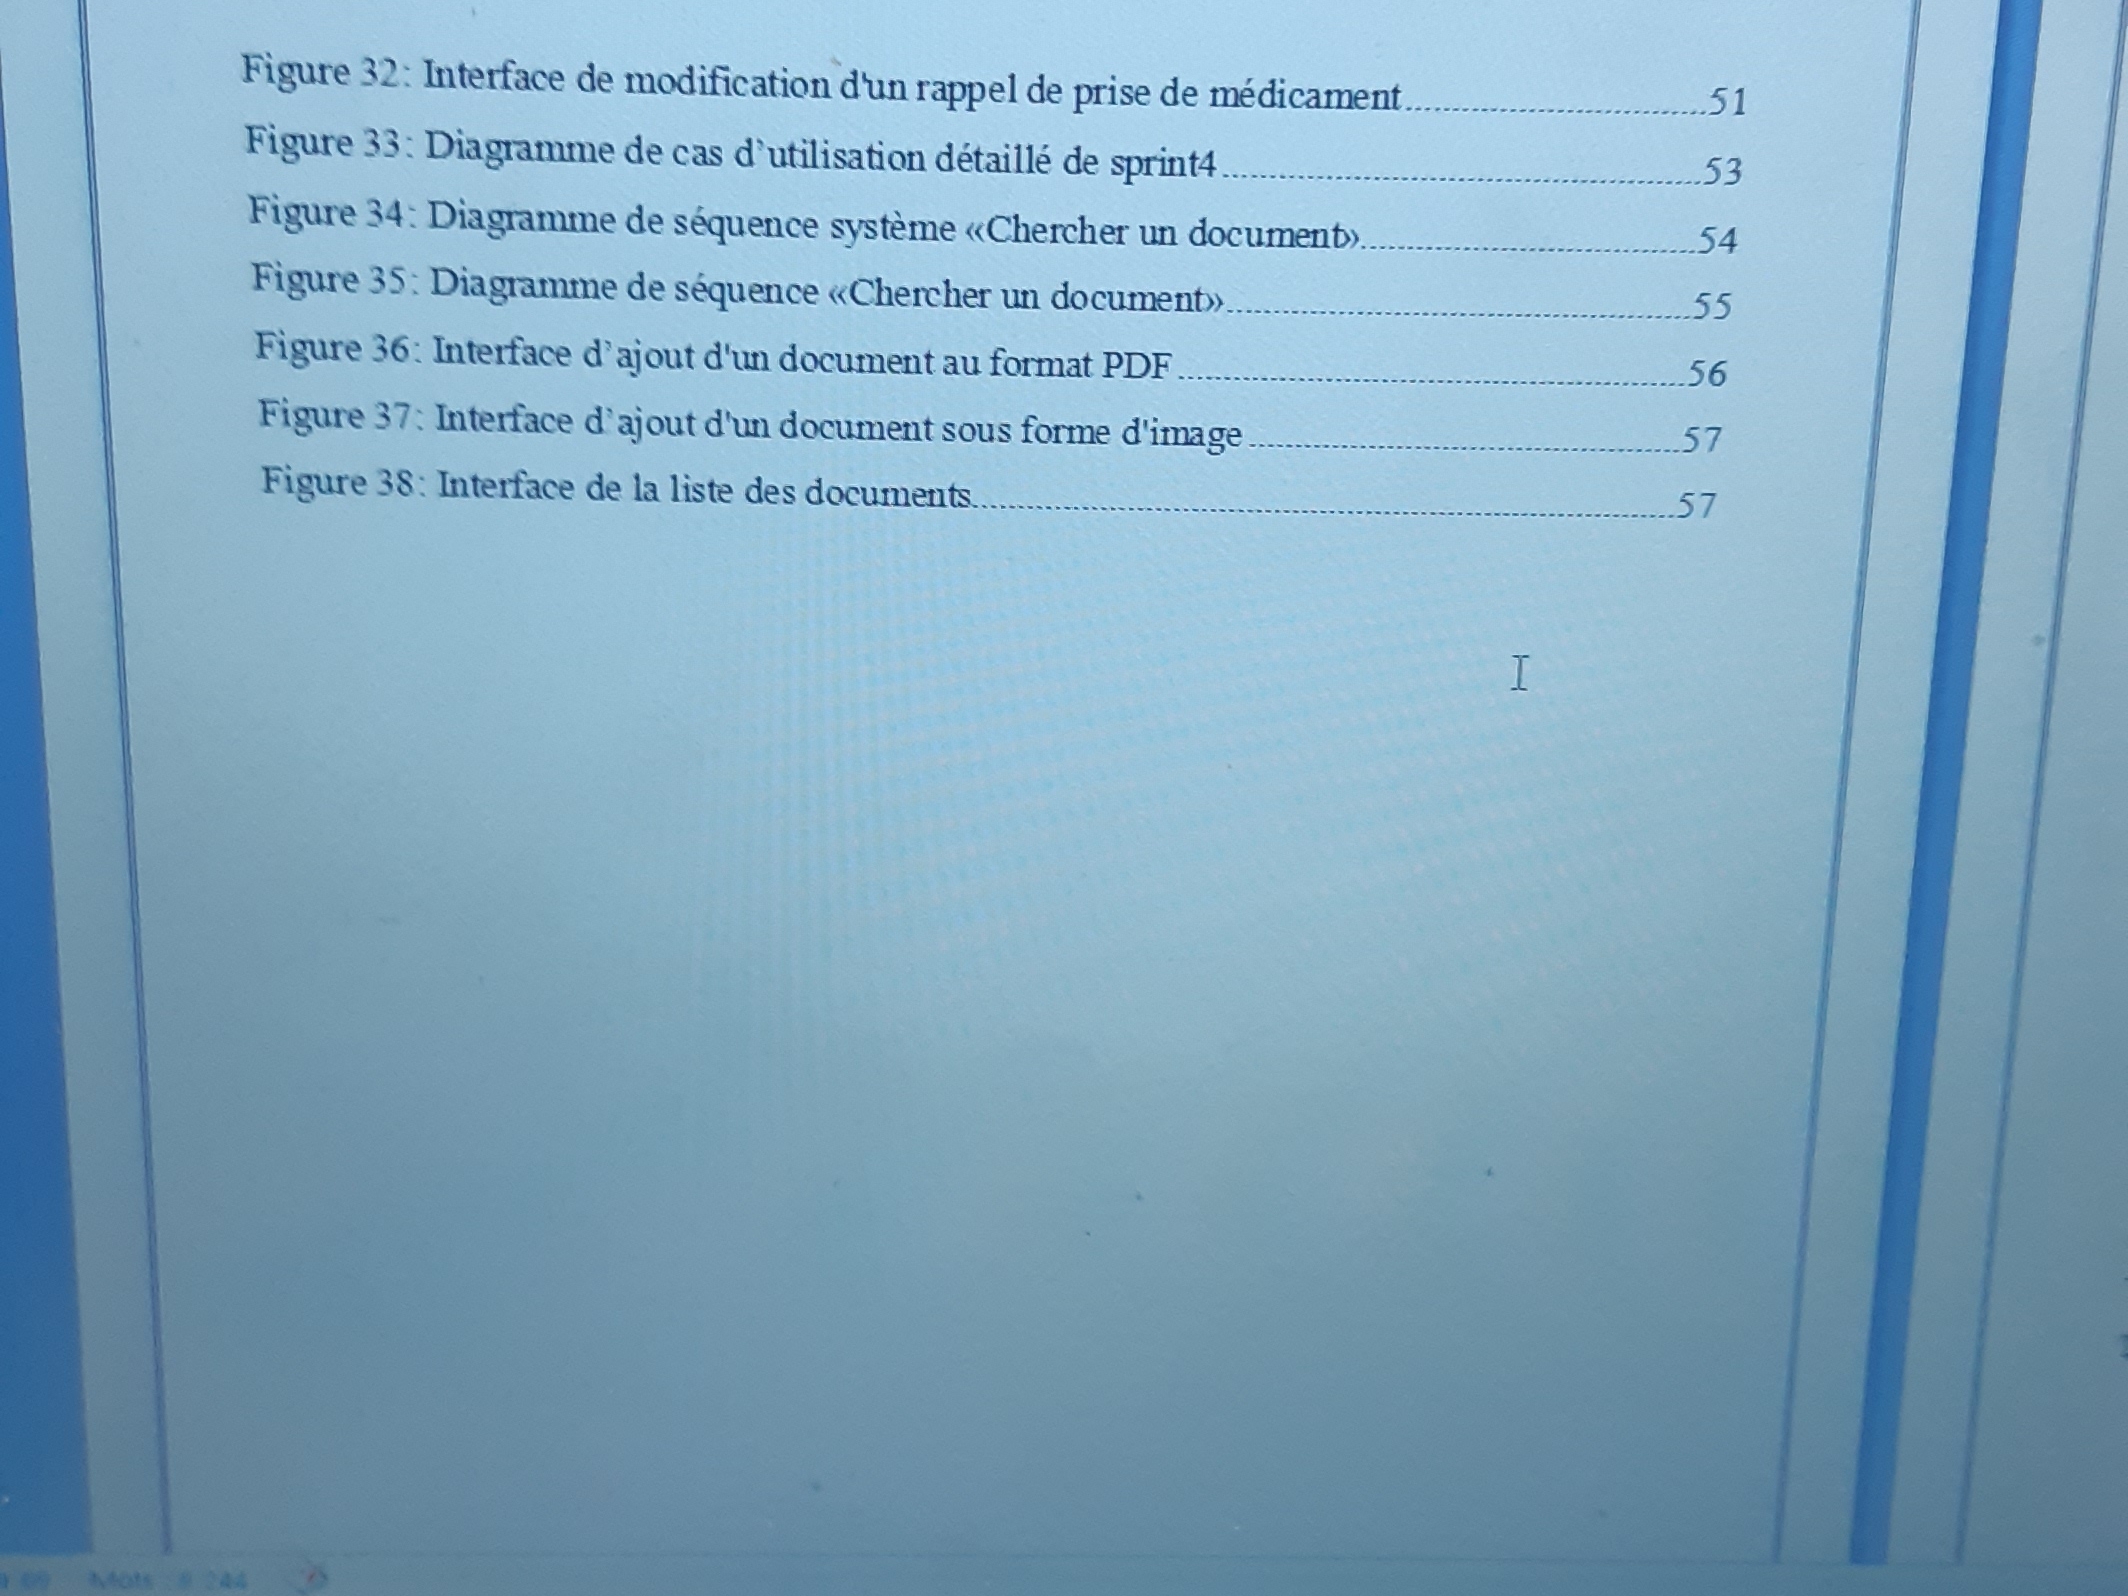 Figure 32: Interface de modification d'un rappel de prise de médicament.....51
Figure 33: Diagramme de cas d'utilisation détaillé de sprint4.....53
Figure 34: Diagramme de séquence système «Chercher un document».....54
Figure 35: Diagramme de séquence «Chercher un document».....55
Figure 36: Interface d'ajout d'un document au format PDF.....56
Figure 37: Interface d'ajout d'un document sous forme d'image.....57
Figure 38: Interface de la liste des documents.....57
Mots : 244